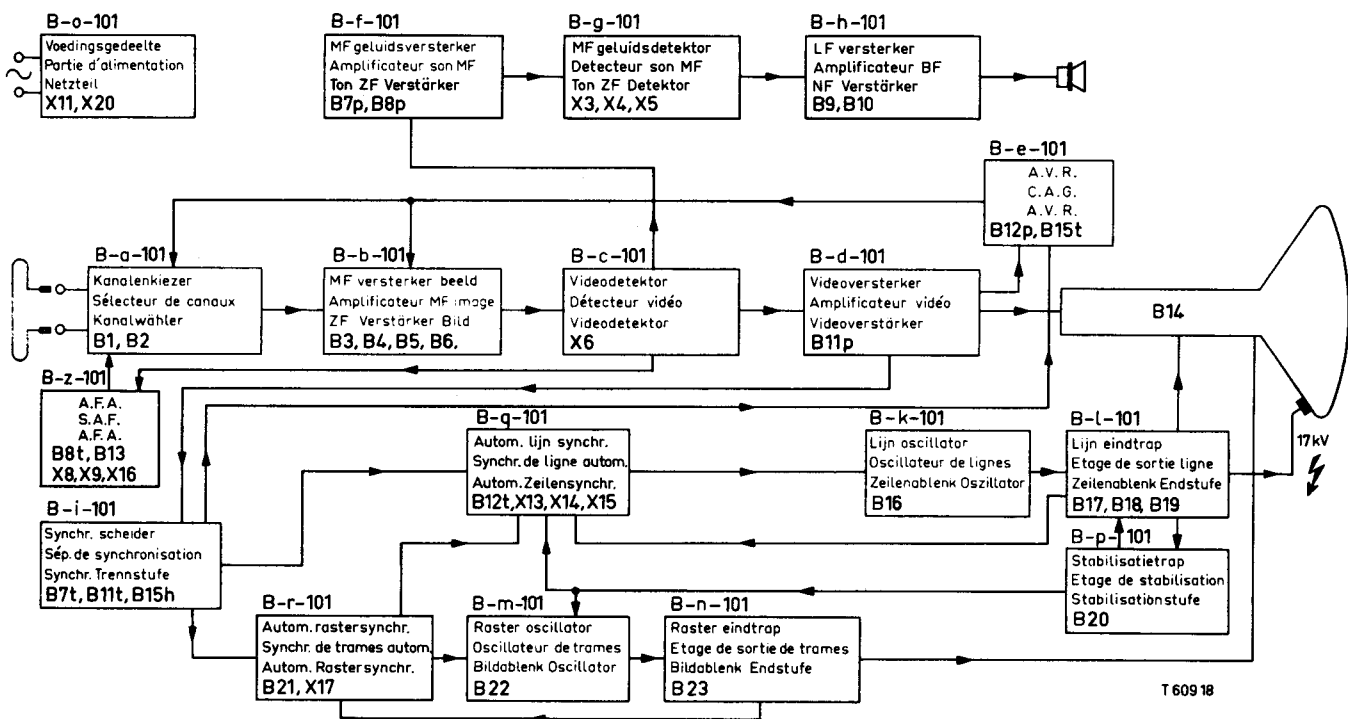 B-o-101
Voedingsgedeelte
Partie d'alimentation
Netzteil
X11, X20
B-f-101
MF geluidsversterker
Amplificateur son MF
Ton ZF Verstärker
B7p, B8p
B-g-101
MF geluidsdetektor
Detecteur son MF
Ton ZF Detektor
X3, X4, X5
B-h-101
LF versterker
Amplificateur BF
NF Verstärker
B9, B10
B-e-101
A.V.R.
C.A.G.
A.V.R.
B12p, B15t
B-a-101
Kanalenkiezer
Sélecteur de canaux
Kanalwähler
B1, B2
B-b-101
MF versterker beeld
Amplificateur MF image
ZF Verstärker Bild
B3, B4, B5, B6.
B-c-101
Videodetektor
Détecteur vidéo
Videodetektor
X6
B-d-101
Videoversterker
Amplificateur vidéo
Videoverstärker
B11p
B14
B-z-101
A.F.A.
S.A.F.
A.F.A.
B8t, B13
X8, X9, X16
B-q-101
Autom. lijn synchr.
Synchr. de ligne autom.
Autom. Zeilensynchr.
B12t, X13, X14, X15
B-k-101
Lijn oscillator
Oscillateur de lignes
Zeilenablenk Oszillator
B16
B-l-101
Lijn eindtrap
Etage de sortie ligne
Zeilenablenk Endstufe
B17, B18, B19
17kV
B-i-101
Synchr. scheider
Sép. de synchronisation
Synchr. Trennstufe
B7t, B11t, B15h
B-p-101
Stabilisatietrap
Etage de stabilisation
Stabilisationstufe
B20
B-r-101
Autom. rastersynchr.
Synchr. de trames autom.
Autom. Rastersynchr.
B21, X17
B-m-101
Raster oscillator
Oscillateur de trames
Bildablenk Oscillator
B22
B-n-101
Raster eindtrap
Etage de sortie de trames
Bildablenk Endstufe
B23
T 609 18